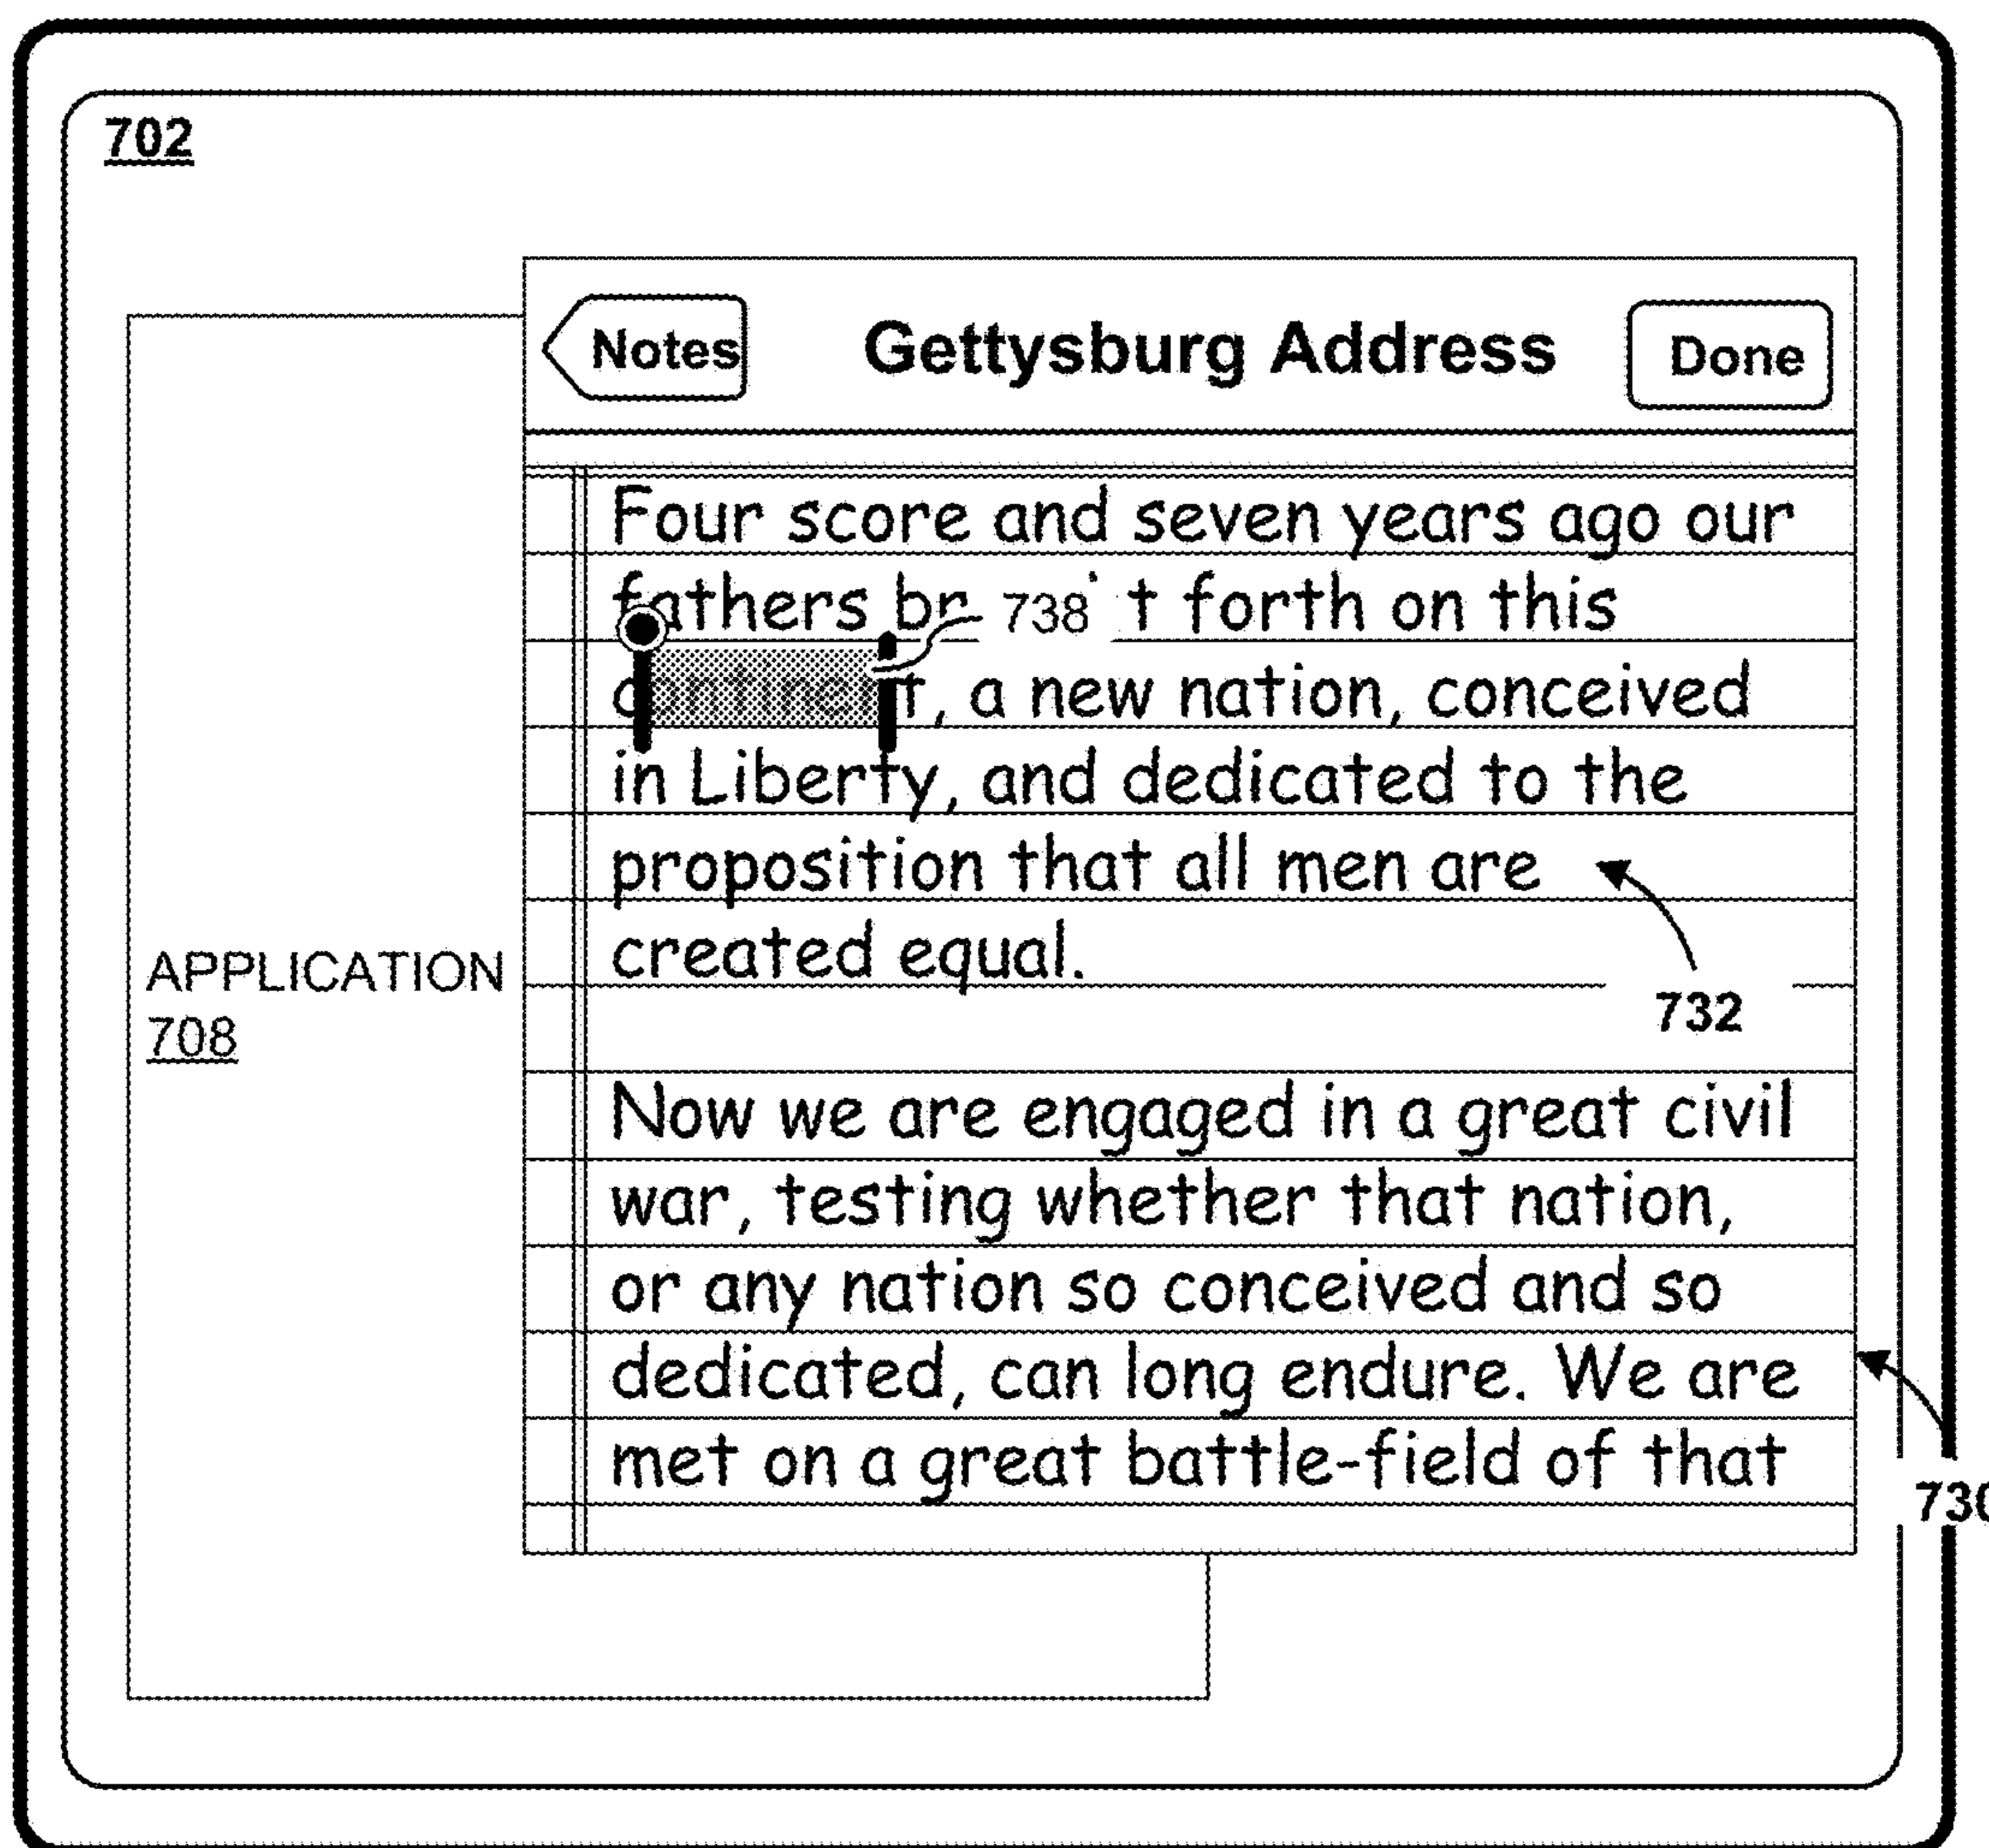 702
Notes
Gettysburg Address
Done
Four score and seven years ago our
fathers br 738 t forth on this
continent, a new nation, conceived
in Liberty, and dedicated to the
proposition that all men are
created equal.
732
APPLICATION
708
Now we are engaged in a great civil
war, testing whether that nation,
or any nation so conceived and so
dedicated, can long endure. We are
met on a great battle-field of that
730